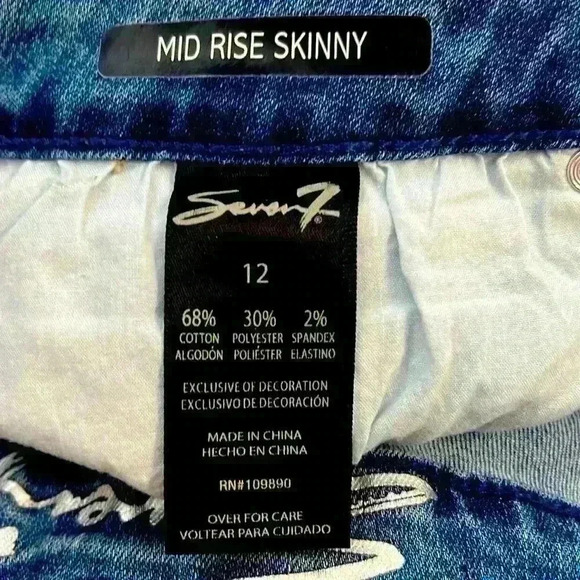 MID RISE SKINNY
Seven7
12
68% 30% 2%
COTTON POLYESTER SPANDEX
ALGODÓN POLIÉSTER ELASTINO
EXCLUSIVE OF DECORATION
EXCLUSIVO DE DECORACIÓN
MADE IN CHINA
HECHO EN CHINA
RN#109890
OVER FOR CARE
VOLTEAR PARA CUIDADO